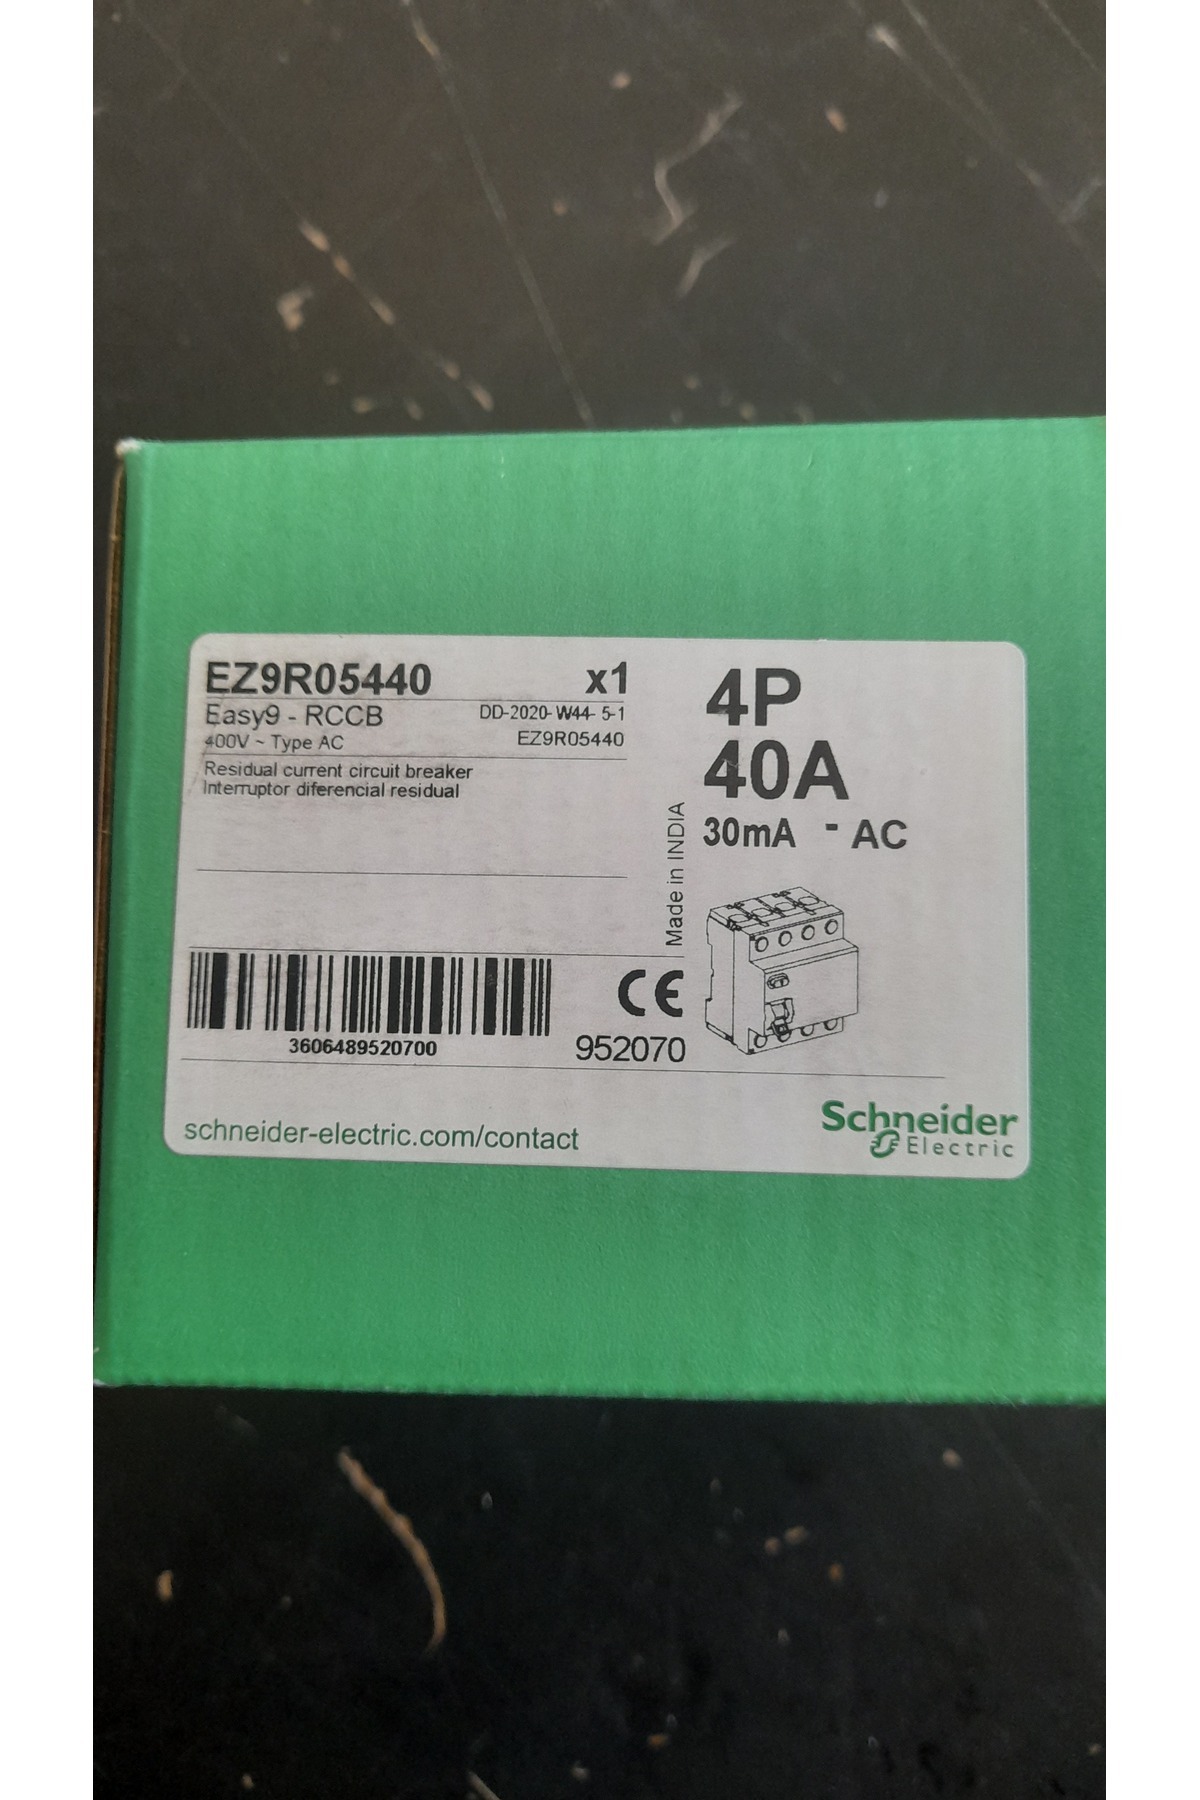 EZ9R05440 x1
Easy9 - RCCB DD-2020-W44-5-1
400V ~ Type AC EZ9R05440
Residual current circuit breaker
Interruptor diferencial residual
4P
40A
30mA - AC
Made in INDIA
3606489520700
CE
952070
schneider-electric.com/contact
Schneider
Electric